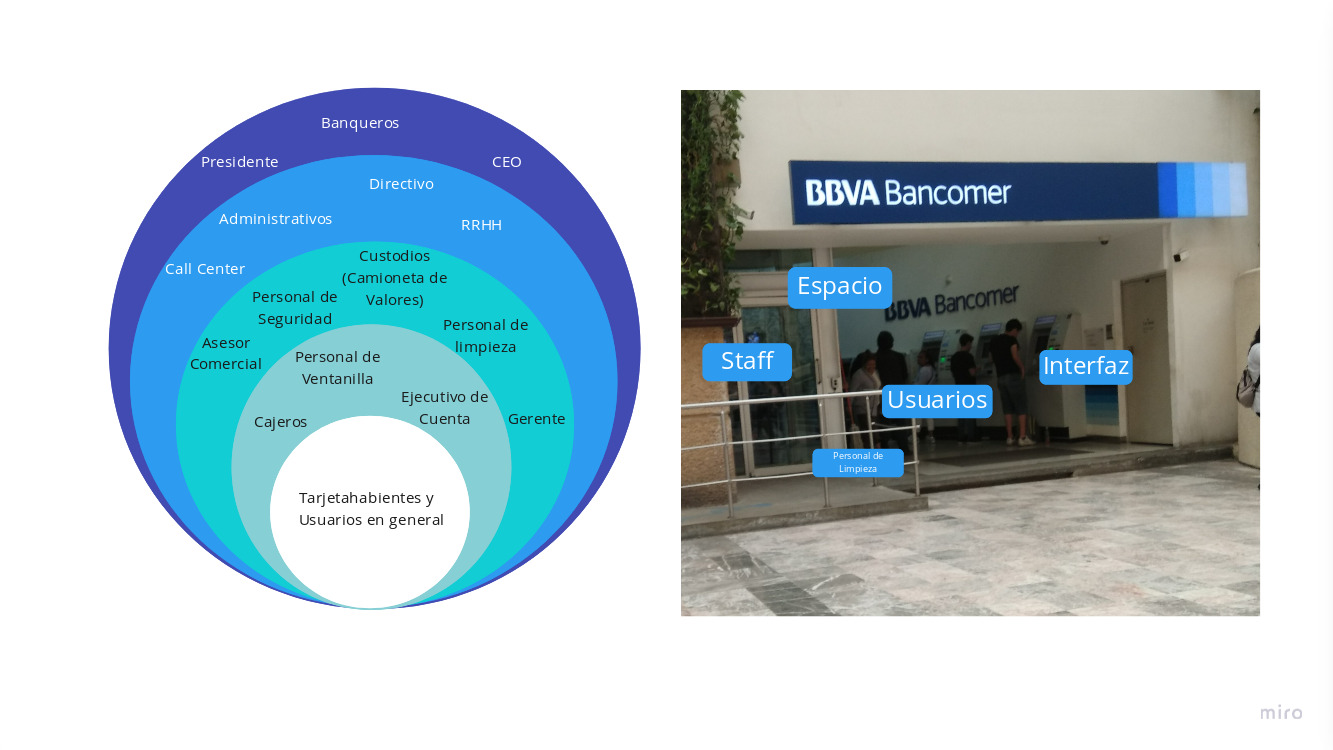 Banqueros
Presidente
CEO
Directivo
Administrativos
RRHH
Call Center
Custodios
(Camioneta de
Valores)
Personal de
Seguridad
Personal de
limpieza
Asesor
Comercial
Personal de
Ventanilla
Ejecutivo de
Cuenta
Gerente
Cajeros
Tarjetahabientes y
Usuarios en general
BBVA Bancomer
Espacio
BBVA Bancomer
Staff
Interfaz
Usuarios
Personal de
Limpieza
miro